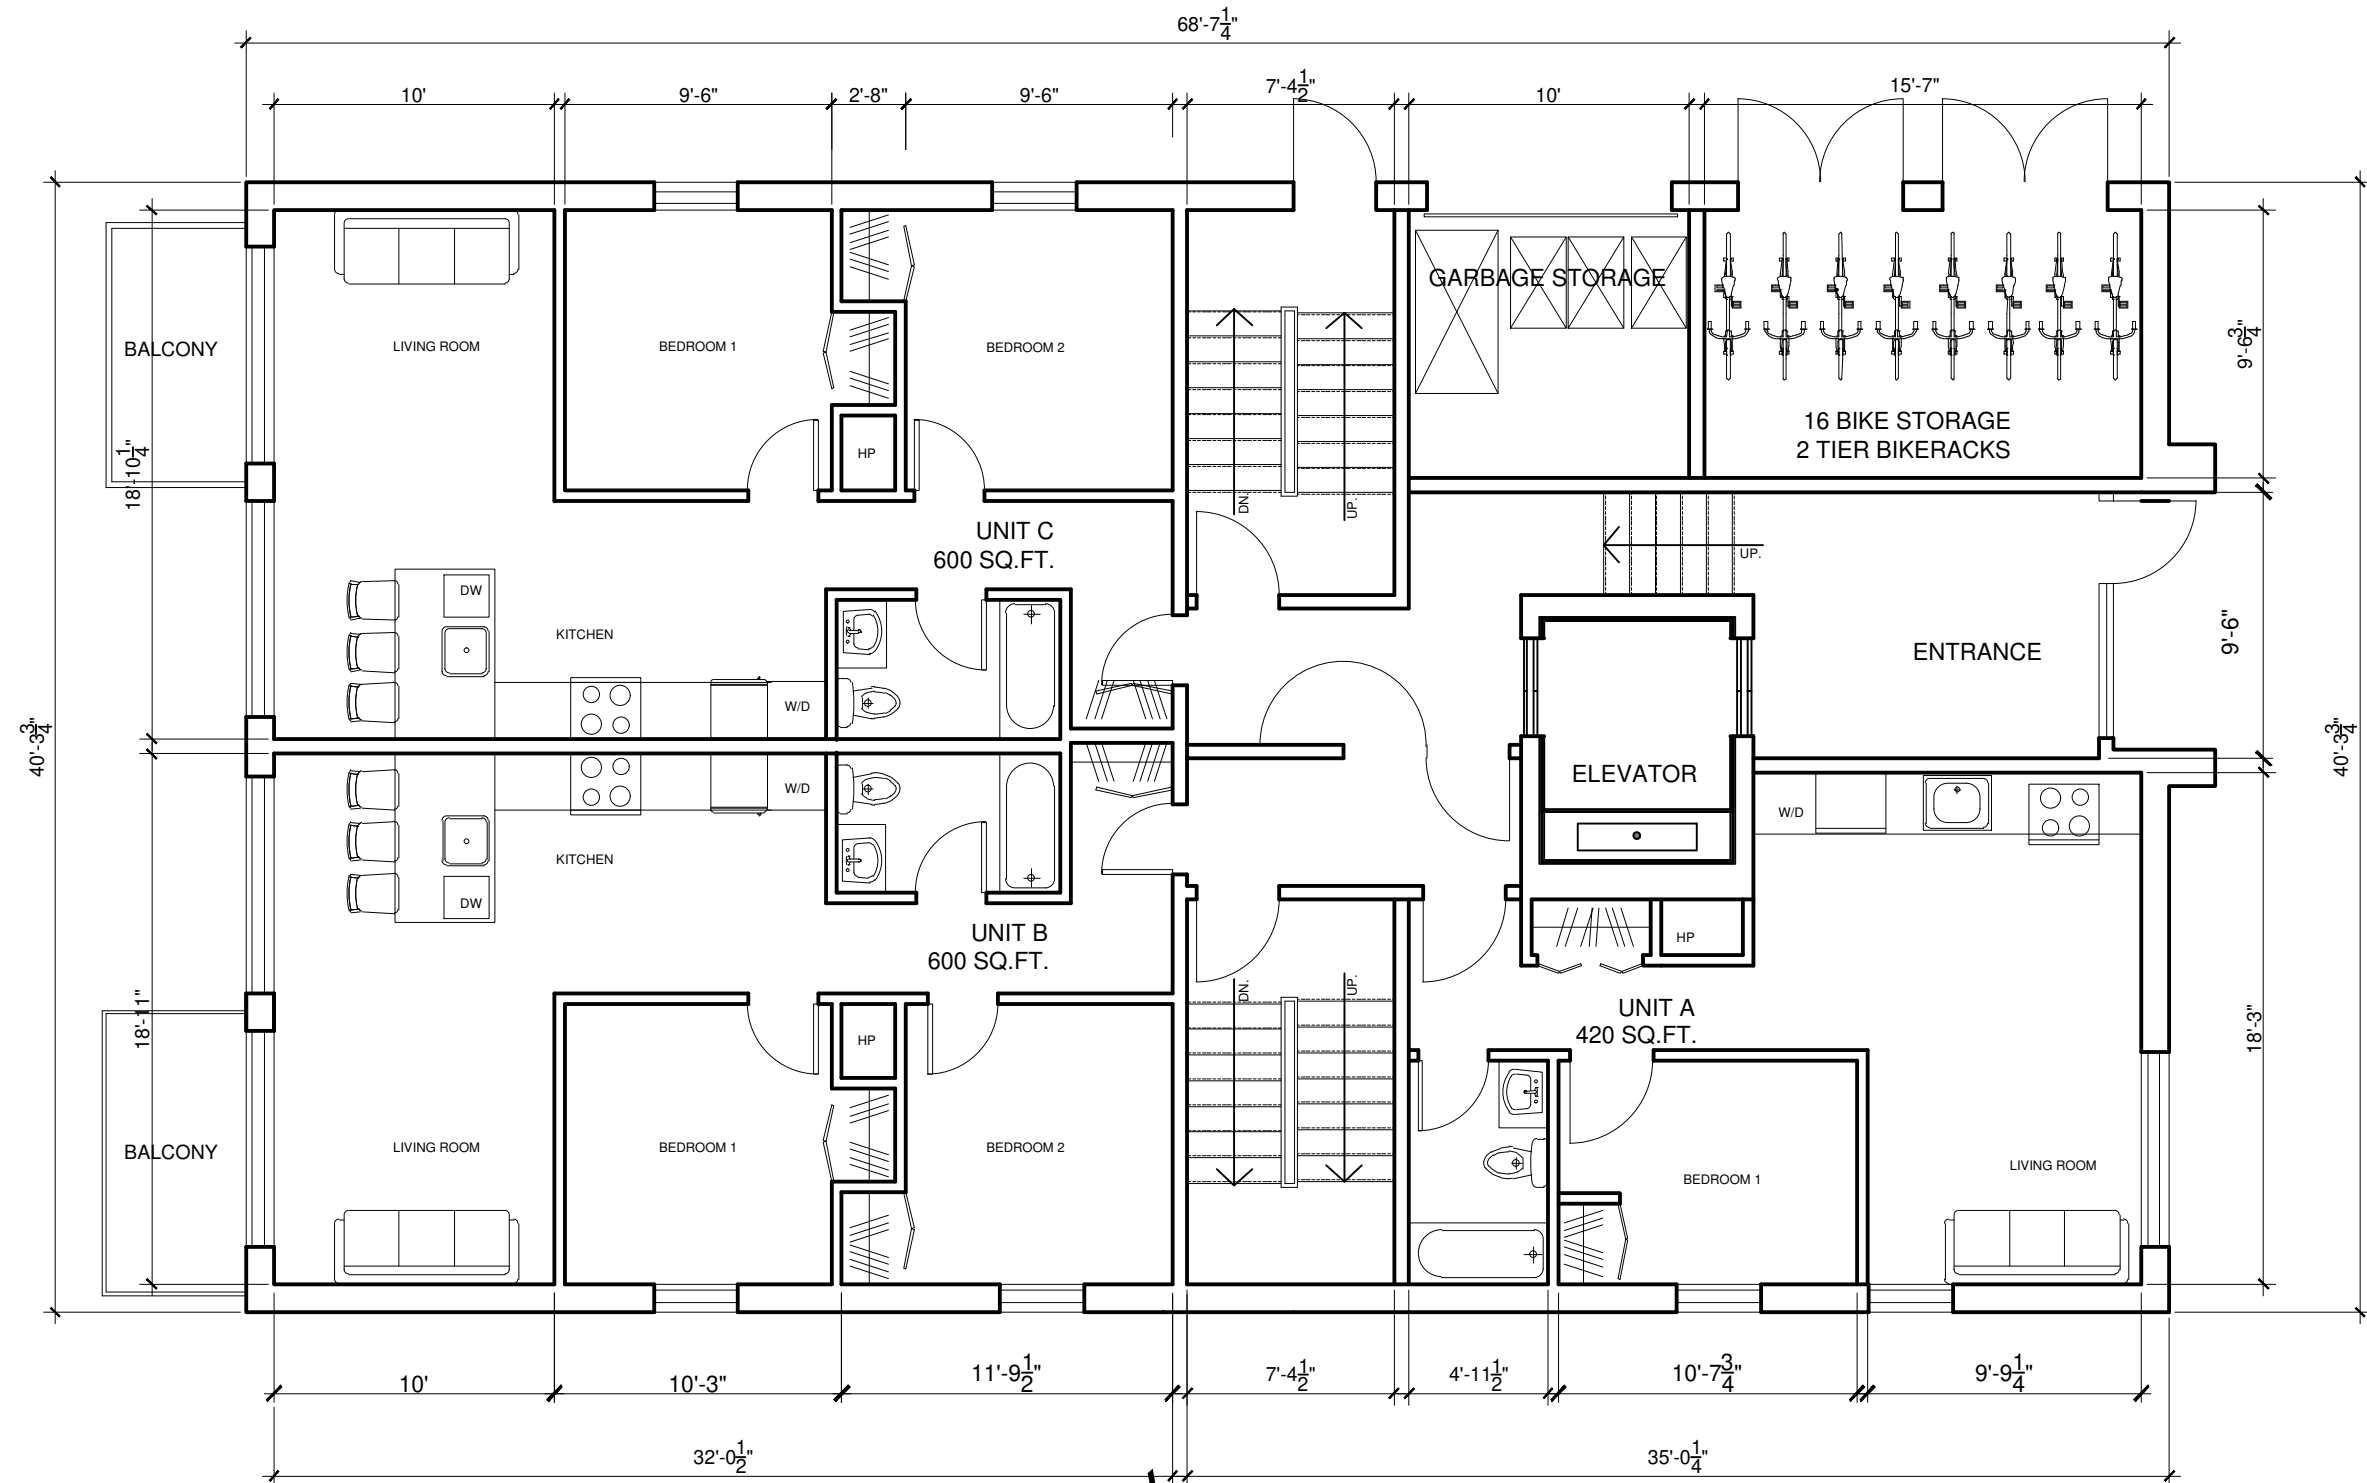 68'-7 1/4"
10'
9'-6"
2'-8"
9'-6"
7'-4 1/2"
10'
15'-7"
GARBAGE STORAGE
BALCONY
LIVING ROOM
BEDROOM 1
BEDROOM 2
9'-6 3/4"
16 BIKE STORAGE
2 TIER BIKERACKS
HP
18'-10 1/4"
DN.
UP.
UNIT C
600 SQ.FT.
UP.
DW
KITCHEN
9'-6"
ENTRANCE
W/D
40'-3 3/4"
40'-3 3/4"
ELEVATOR
W/D
W/D
KITCHEN
DW
UNIT B
600 SQ.FT.
HP
DN.
UP.
UNIT A
420 SQ.FT.
18'-11"
HP
18'-3"
BALCONY
LIVING ROOM
BEDROOM 1
BEDROOM 2
BEDROOM 1
LIVING ROOM
10'
10'-3"
11'-9 1/2"
7'-4 1/2"
4'-11 1/2"
10'-7 3/4"
9'-9 1/4"
32'-0 1/2"
35'-0 1/4"